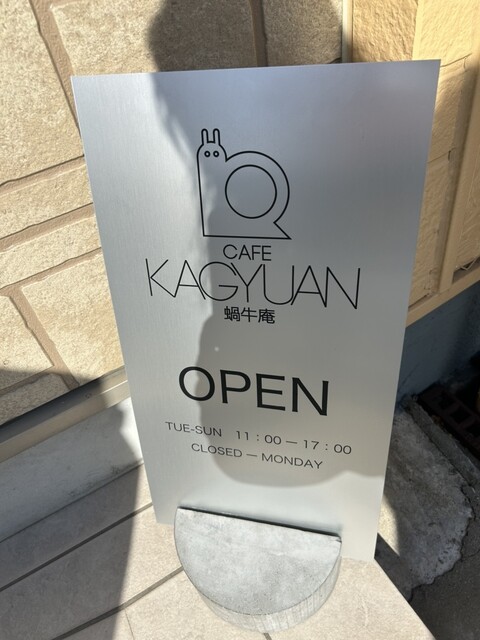 CAFE
KAGYUAN
蝸牛庵
OPEN
TUE-SUN 11：00 — 17：00
CLOSED — MONDAY